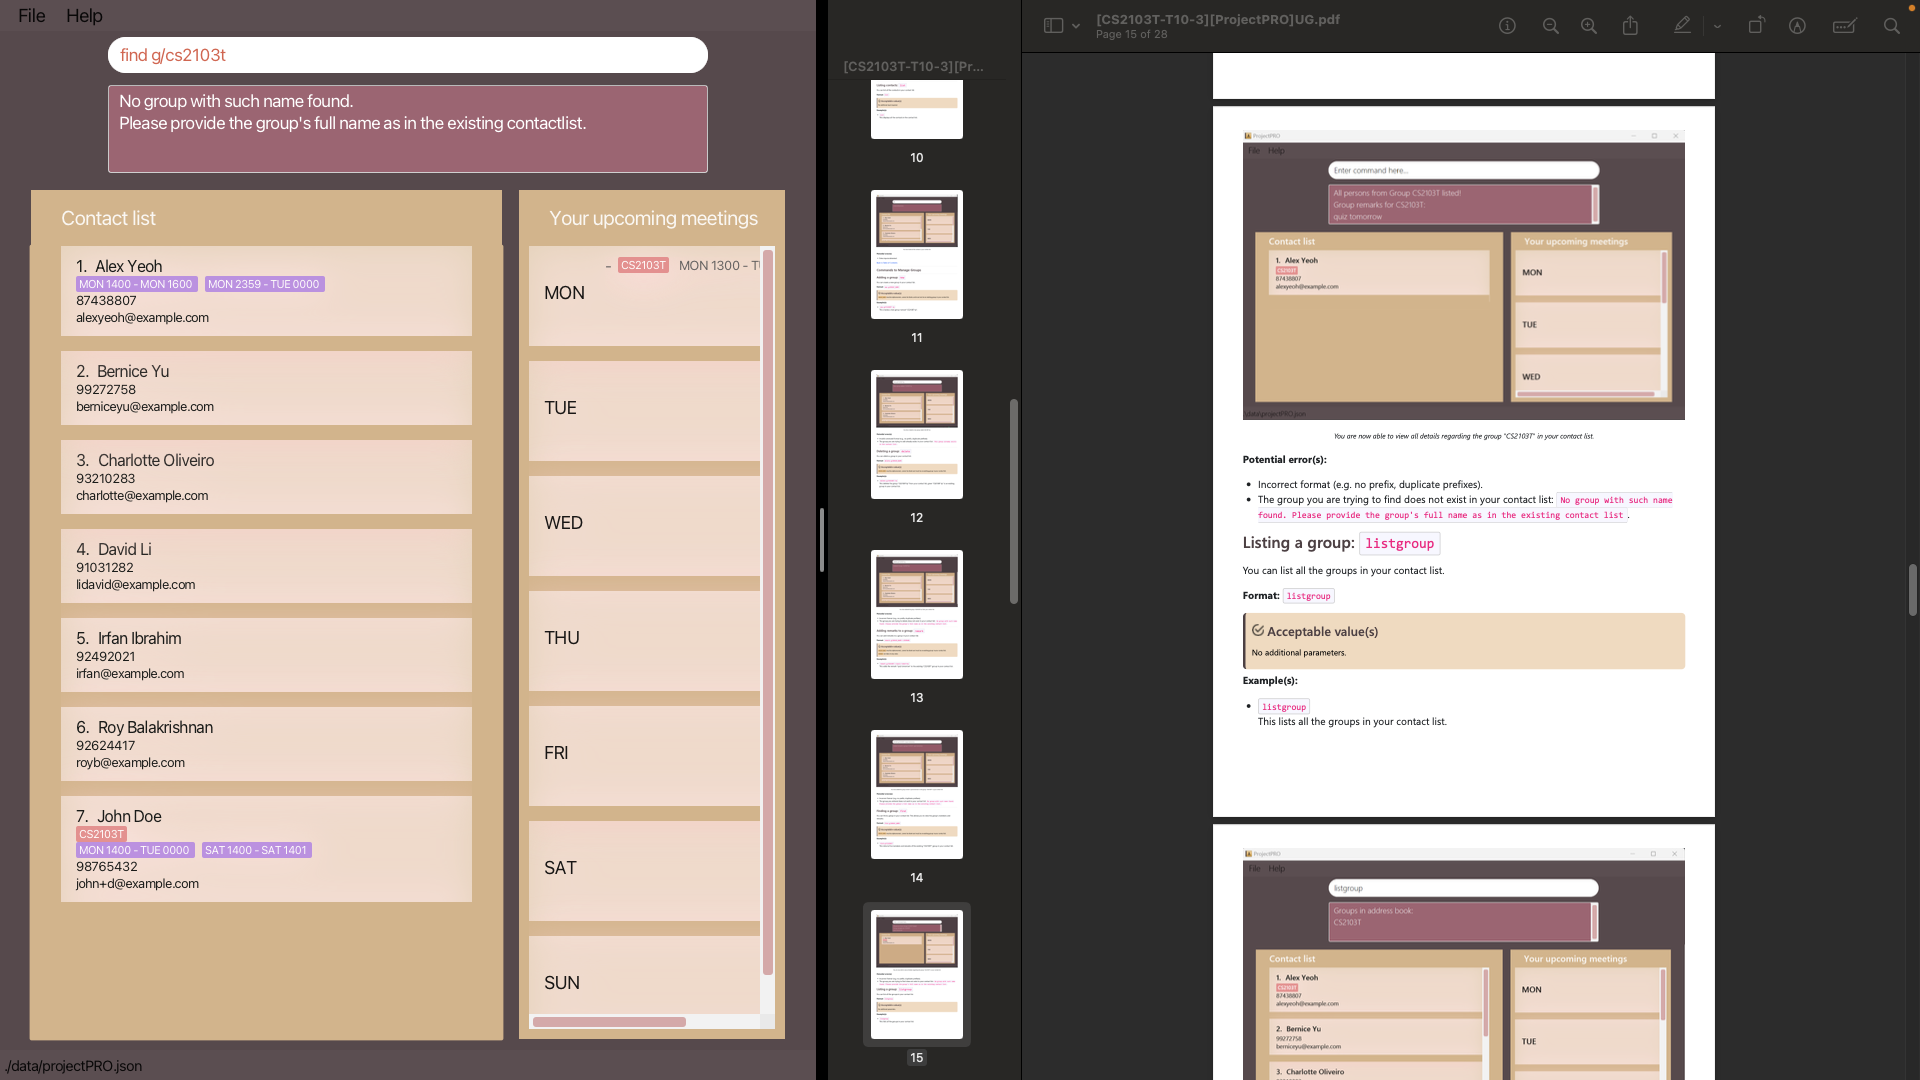 File Help
find g/cs2103t
No group with such name found.
Please provide the group's full name as in the existing contactlist.
Contact list
1. Alex Yeoh
MON 1400 - MON 1600 MON 2359 - TUE 0000
87438807
alexyeoh@example.com
2. Bernice Yu
99272758
berniceyu@example.com
3. Charlotte Oliveiro
93210283
charlotte@example.com
4. David Li
91031282
lidavid@example.com
5. Irfan Ibrahim
92492021
irfan@example.com
6. Roy Balakrishnan
92624417
royb@example.com
7. John Doe
CS2103T
MON 1400 - TUE 0000 SAT 1400 - SAT 1401
98765432
john+d@example.com
Your upcoming meetings
- CS2103T MON 1300 - TU
MON
TUE
WED
THU
FRI
SAT
SUN
./data/projectPRO.json
[CS2103T-T10-3][Pr...
10
11
12
13
14
15
[CS2103T-T10-3][ProjectPRO]UG.pdf
Page 15 of 28
ProjectPRO
File Help
Enter command here...
All persons from Group CS2103T listed!
Group remarks for CS2103T:
quiz tomorrow
Contact list
1. Alex Yeoh
CS2103T
87438807
alexyeoh@example.com
Your upcoming meetings
MON
TUE
WED
./data/projectPRO.json
You are now able to view all details regarding the group "CS2103T" in your contact list.
Potential error(s):
• Incorrect format (e.g. no prefix, duplicate prefixes).
• The group you are trying to find does not exist in your contact list: No group with such name
found. Please provide the group's full name as in the existing contact list .
Listing a group: listgroup
You can list all the groups in your contact list.
Format: listgroup
Acceptable value(s)
No additional parameters.
Example(s):
• listgroup
This lists all the groups in your contact list.
ProjectPRO
File Help
listgroup
Groups in address book:
CS2103T
Contact list
1. Alex Yeoh
CS2103T
87438807
alexyeoh@example.com
2. Bernice Yu
99272758
berniceyu@example.com
3. Charlotte Oliveiro
Your upcoming meetings
MON
TUE